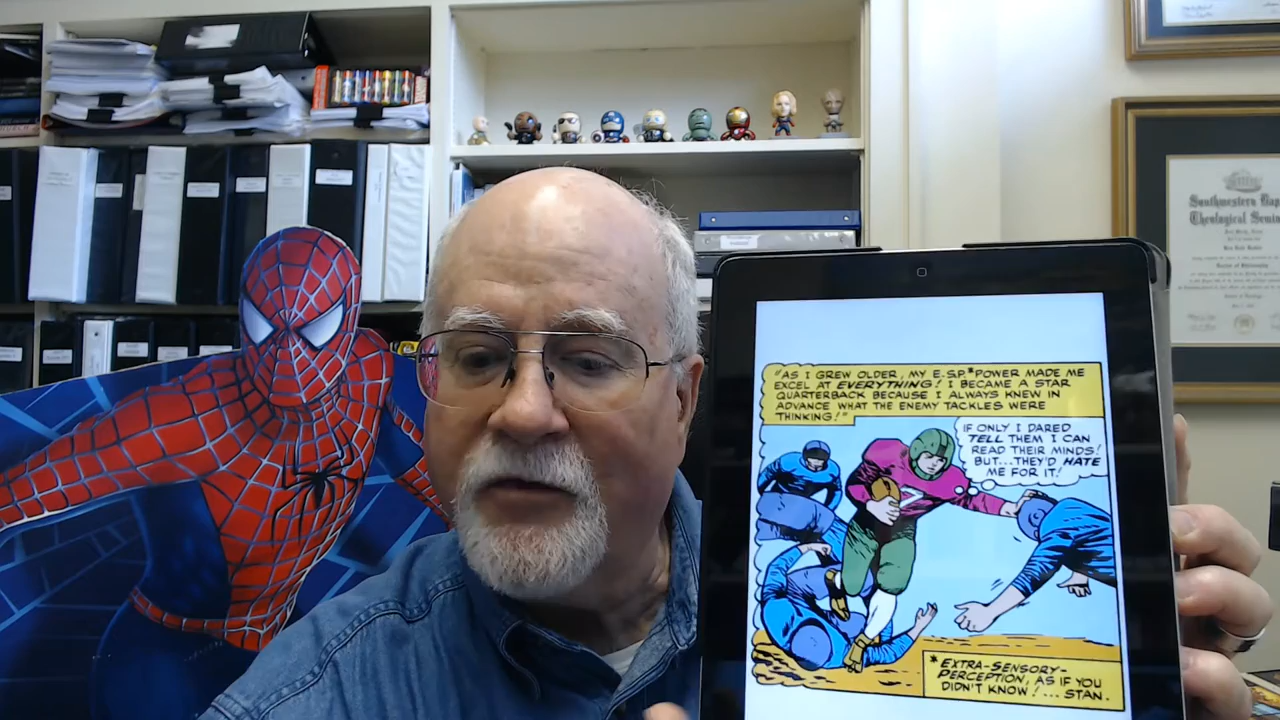 "AS I GREW OLDER, MY E.S.P.* POWER MADE ME
EXCEL AT EVERYTHING! I BECAME A STAR
QUARTERBACK BECAUSE I ALWAYS KNEW IN
ADVANCE WHAT THE ENEMY TACKLES WERE
THINKING!"
IF ONLY I DARED
TELL THEM I CAN
READ THEIR MINDS!
BUT...THEY'D HATE
ME FOR IT!
* EXTRA-SENSORY-
PERCEPTION, AS IF YOU
DIDN'T KNOW!...STAN.
Southwestern
Theological